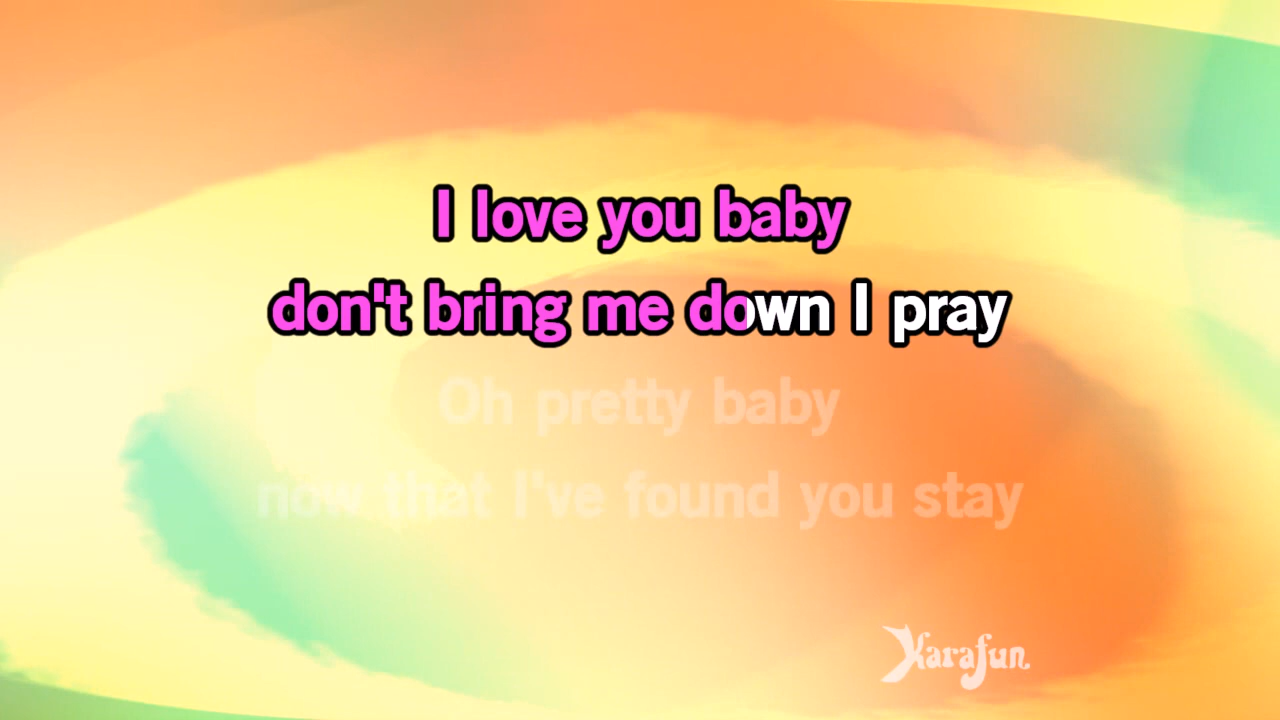 I love you baby
don't bring me down I pray
Oh pretty baby
now that I've found you stay
Karafun